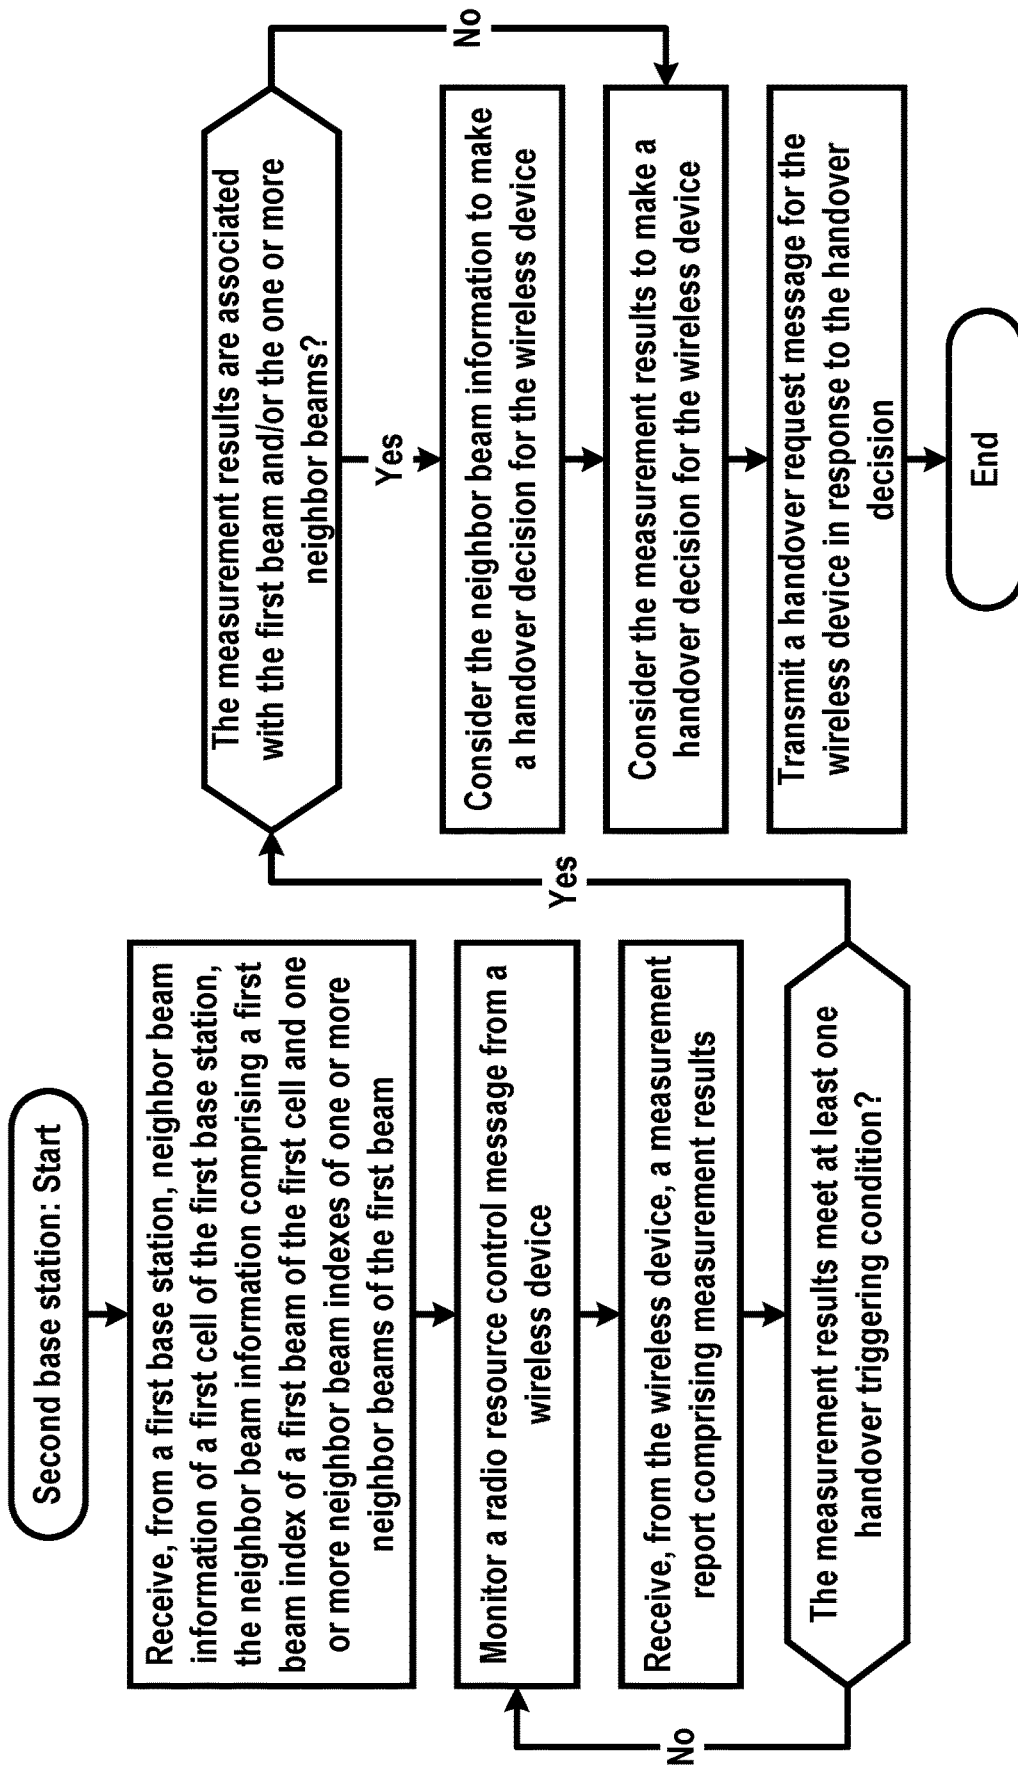 Second base station: Start
Receive, from a first base station, neighbor beam
information of a first cell of the first base station,
the neighbor beam information comprising a first
beam index of a first beam of the first cell and one
or more neighbor beam indexes of one or more
neighbor beams of the first beam
Monitor a radio resource control message from a
wireless device
Receive, from the wireless device, a measurement
report comprising measurement results
The measurement results meet at least one
handover triggering condition?
No
Yes
The measurement results are associated
with the first beam and/or the one or more
neighbor beams?
No
Yes
Consider the neighbor beam information to make
a handover decision for the wireless device
Consider the measurement results to make a
handover decision for the wireless device
Transmit a handover request message for the
wireless device in response to the handover
decision
End